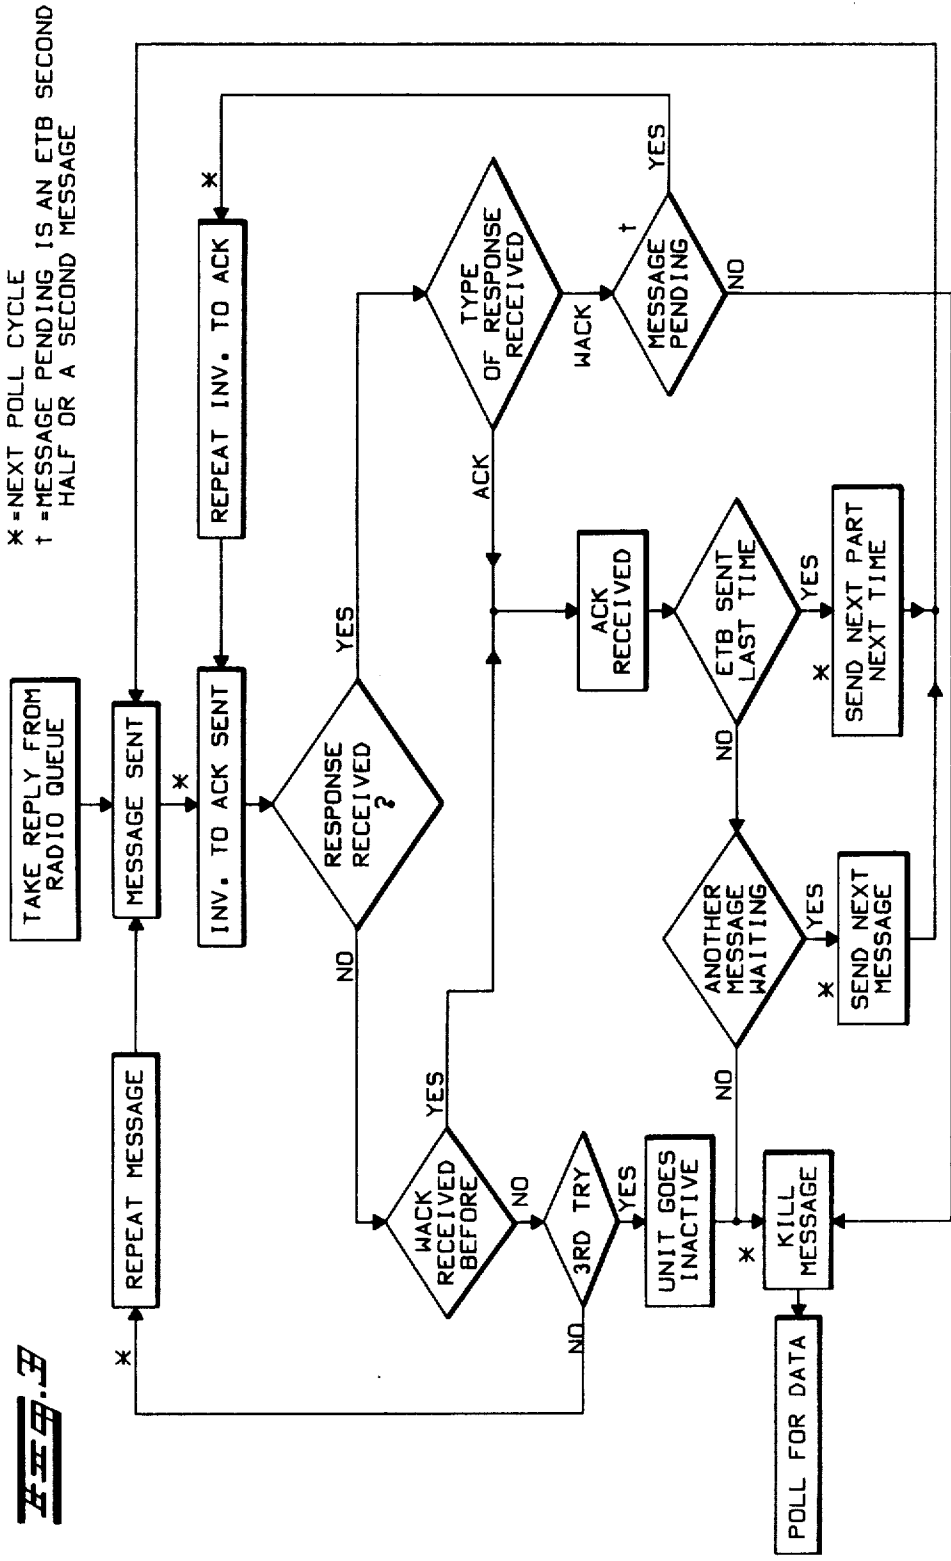 Fig. 3
* = NEXT POLL CYCLE
t = MESSAGE PENDING IS AN ETB SECOND
HALF OR A SECOND MESSAGE
TAKE REPLY FROM
RADIO QUEUE
REPEAT MESSAGE
MESSAGE SENT
*
*
INV. TO ACK SENT
REPEAT INV. TO ACK
*
RESPONSE
RECEIVED
?
NO
YES
WACK
RECEIVED
BEFORE
YES
NO
TYPE
OF RESPONSE
RECEIVED
ACK
WACK
3RD TRY
NO
YES
ACK
RECEIVED
MESSAGE
PENDING
t
YES
NO
UNIT GOES
INACTIVE
ANOTHER
MESSAGE
WAITING
NO
YES
ETB SENT
LAST TIME
NO
YES
*
KILL
MESSAGE
*
SEND NEXT
MESSAGE
*
SEND NEXT PART
NEXT TIME
POLL FOR DATA